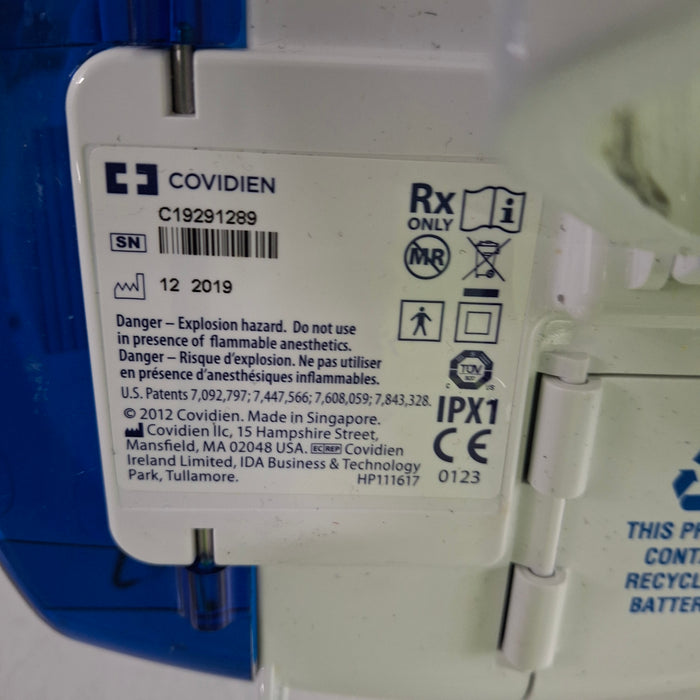 COVIDIEN
C19291289
SN
12 2019
Rx
ONLY
i
MR
Danger – Explosion hazard. Do not use
in presence of flammable anesthetics.
Danger – Risque d'explosion. Ne pas utiliser
en présence d'anesthésiques inflammables.
U.S. Patents 7,092,797; 7,447,566; 7,608,059; 7,843,328.
© 2012 Covidien. Made in Singapore.
Covidien llc, 15 Hampshire Street,
Mansfield, MA 02048 USA. EC REP Covidien
Ireland Limited, IDA Business & Technology
Park, Tullamore.
HP111617
TUV
C US
IPX1
CE
0123
THIS
CONT
RECYCL
BATTER